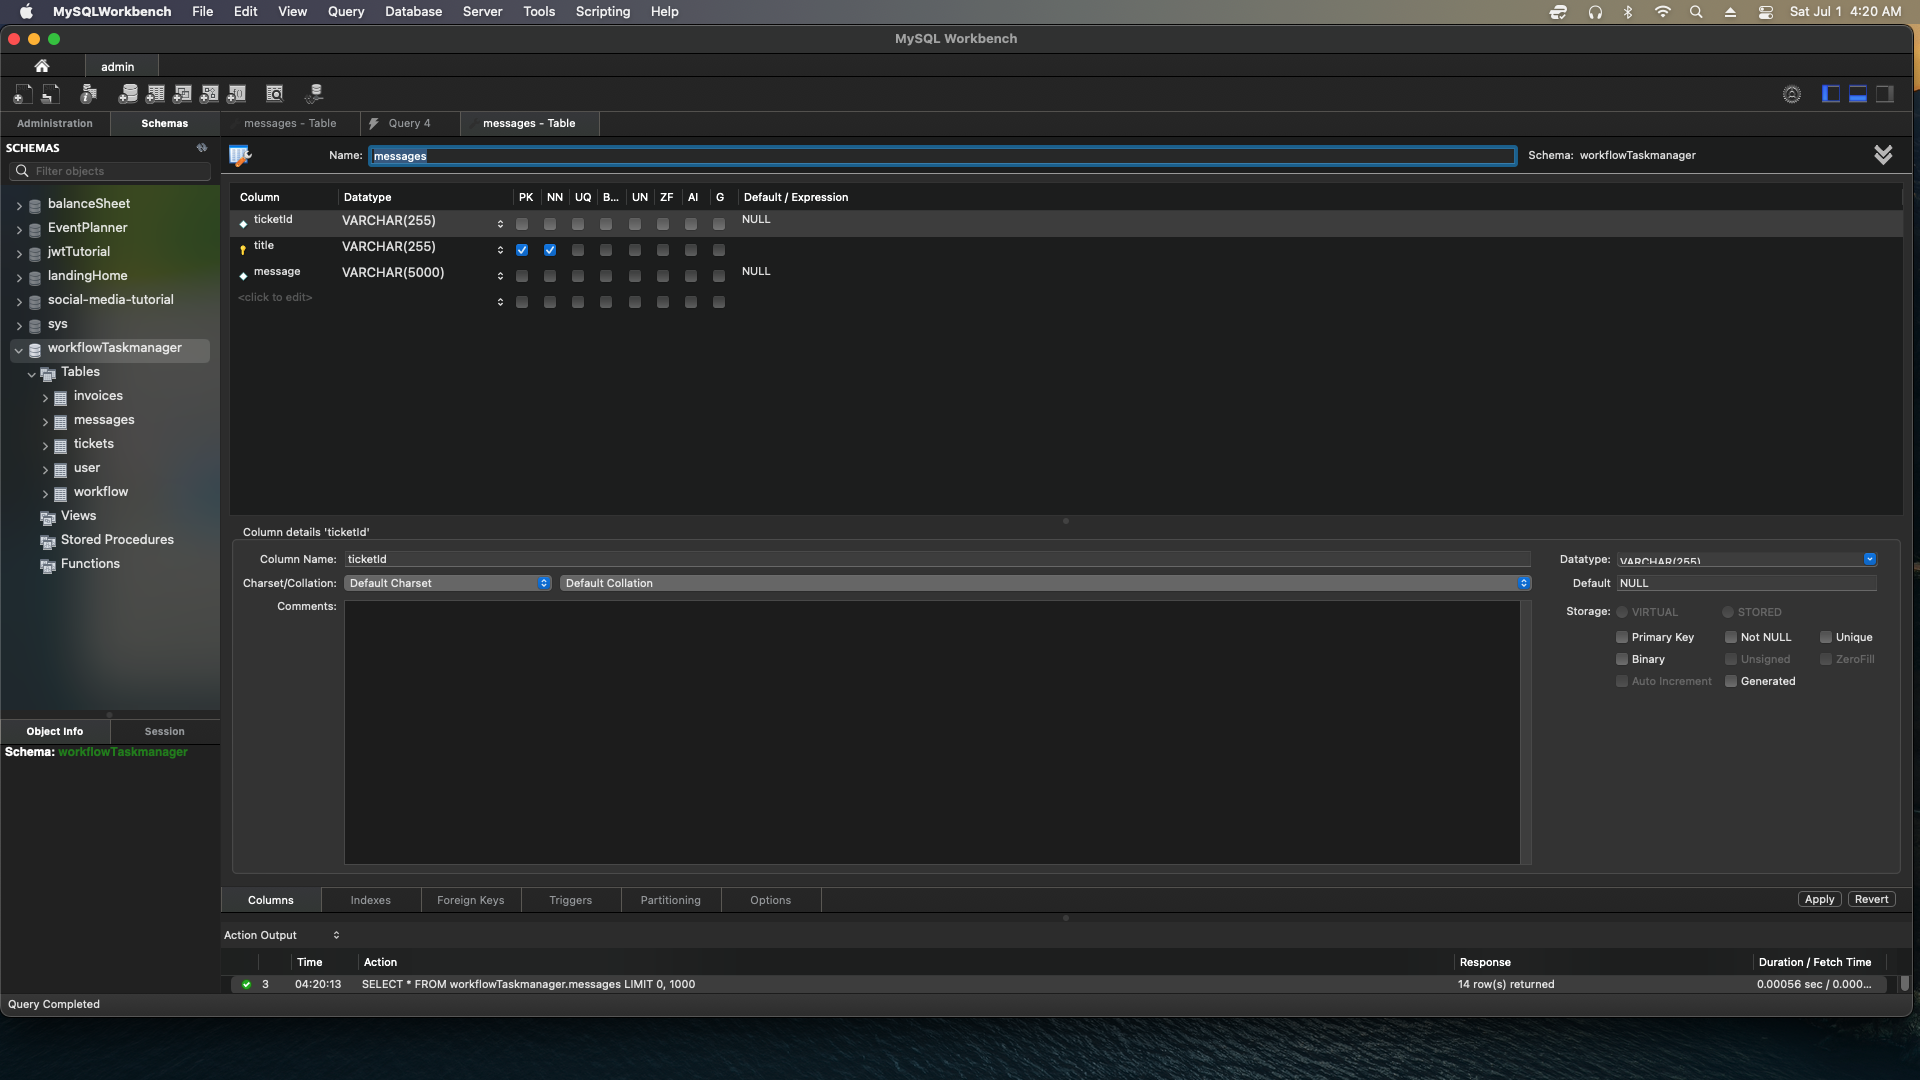 MySQLWorkbench File Edit View Query Database Server Tools Scripting Help Sat Jul 1 4:20 AM
MySQL Workbench
admin
Administration Schemas messages - Table Query 4 messages - Table
SCHEMAS
Name: messages Schema: workflowTaskmanager
Filter objects
balanceSheet
EventPlanner
jwtTutorial
landingHome
social-media-tutorial
sys
workflowTaskmanager
Tables
invoices
messages
tickets
user
workflow
Views
Stored Procedures
Functions
Column Datatype PK NN UQ B... UN ZF AI G Default / Expression
ticketId VARCHAR(255) NULL
title VARCHAR(255)
message VARCHAR(5000) NULL
<click to edit>
Column details 'ticketId'
Column Name: ticketId Datatype: VARCHAR(255)
Charset/Collation: Default Charset Default Collation Default NULL
Comments: Storage: VIRTUAL STORED
Primary Key Not NULL Unique
Binary Unsigned ZeroFill
Auto Increment Generated
Object Info Session
Schema: workflowTaskmanager
Columns Indexes Foreign Keys Triggers Partitioning Options Apply Revert
Action Output
Time Action Response Duration / Fetch Time
3 04:20:13 SELECT * FROM workflowTaskmanager.messages LIMIT 0, 1000 14 row(s) returned 0.00056 sec / 0.000...
Query Completed